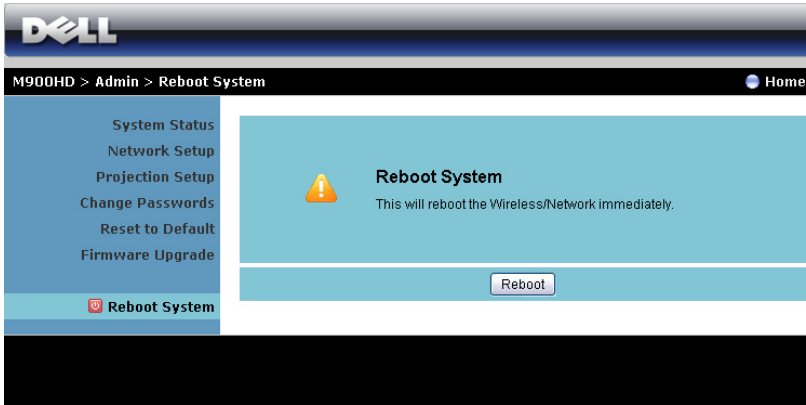 DELL
M900HD > Admin > Reboot System
Home
System Status
Network Setup
Projection Setup
Change Passwords
Reset to Default
Firmware Upgrade
Reboot System
Reboot System
This will reboot the Wireless/Network immediately.
Reboot